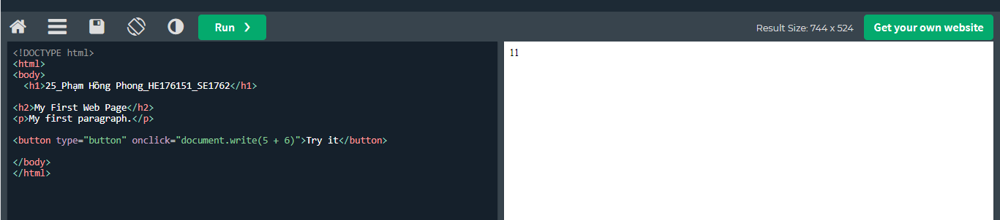 Run ❯
Result Size: 744 x 524
Get your own website
<!DOCTYPE html>
<html>
<body>
  <h1>25_Phạm Hồng Phong_HE176151_SE1762</h1>

<h2>My First Web Page</h2>
<p>My first paragraph.</p>

<button type="button" onclick="document.write(5 + 6)">Try it</button>

</body>
</html>
11